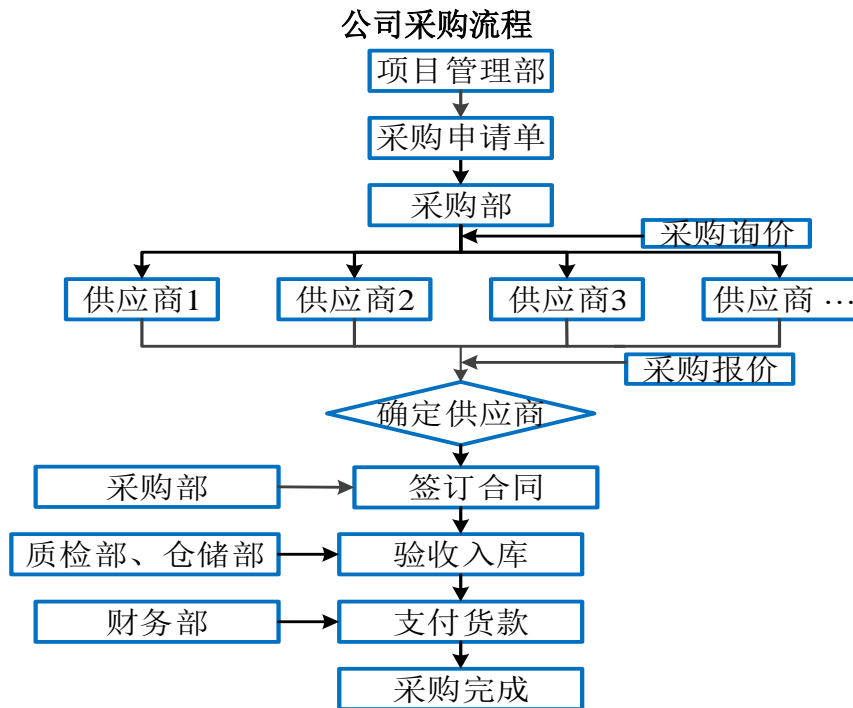 公司采购流程
项目管理部
采购申请单
采购部
采购询价
供应商1
供应商2
供应商3
供应商 …
采购报价
确定供应商
采购部
签订合同
质检部、仓储部
验收入库
财务部
支付货款
采购完成